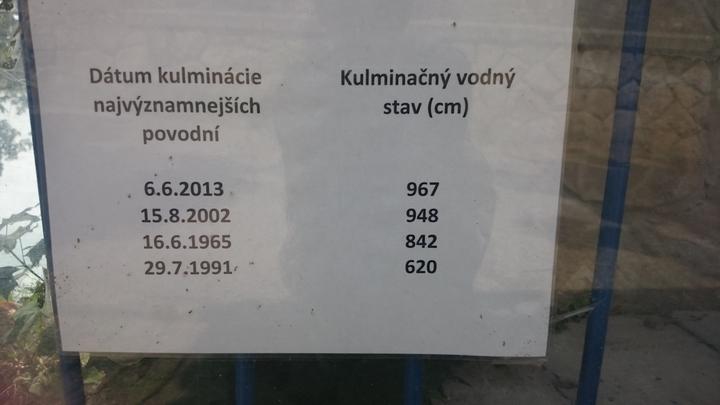 Dátum kulminácie
najvýznamnejších
povodní
Kulminačný vodný
stav (cm)
6.6.2013 967
15.8.2002 948
16.6.1965 842
29.7.1991 620